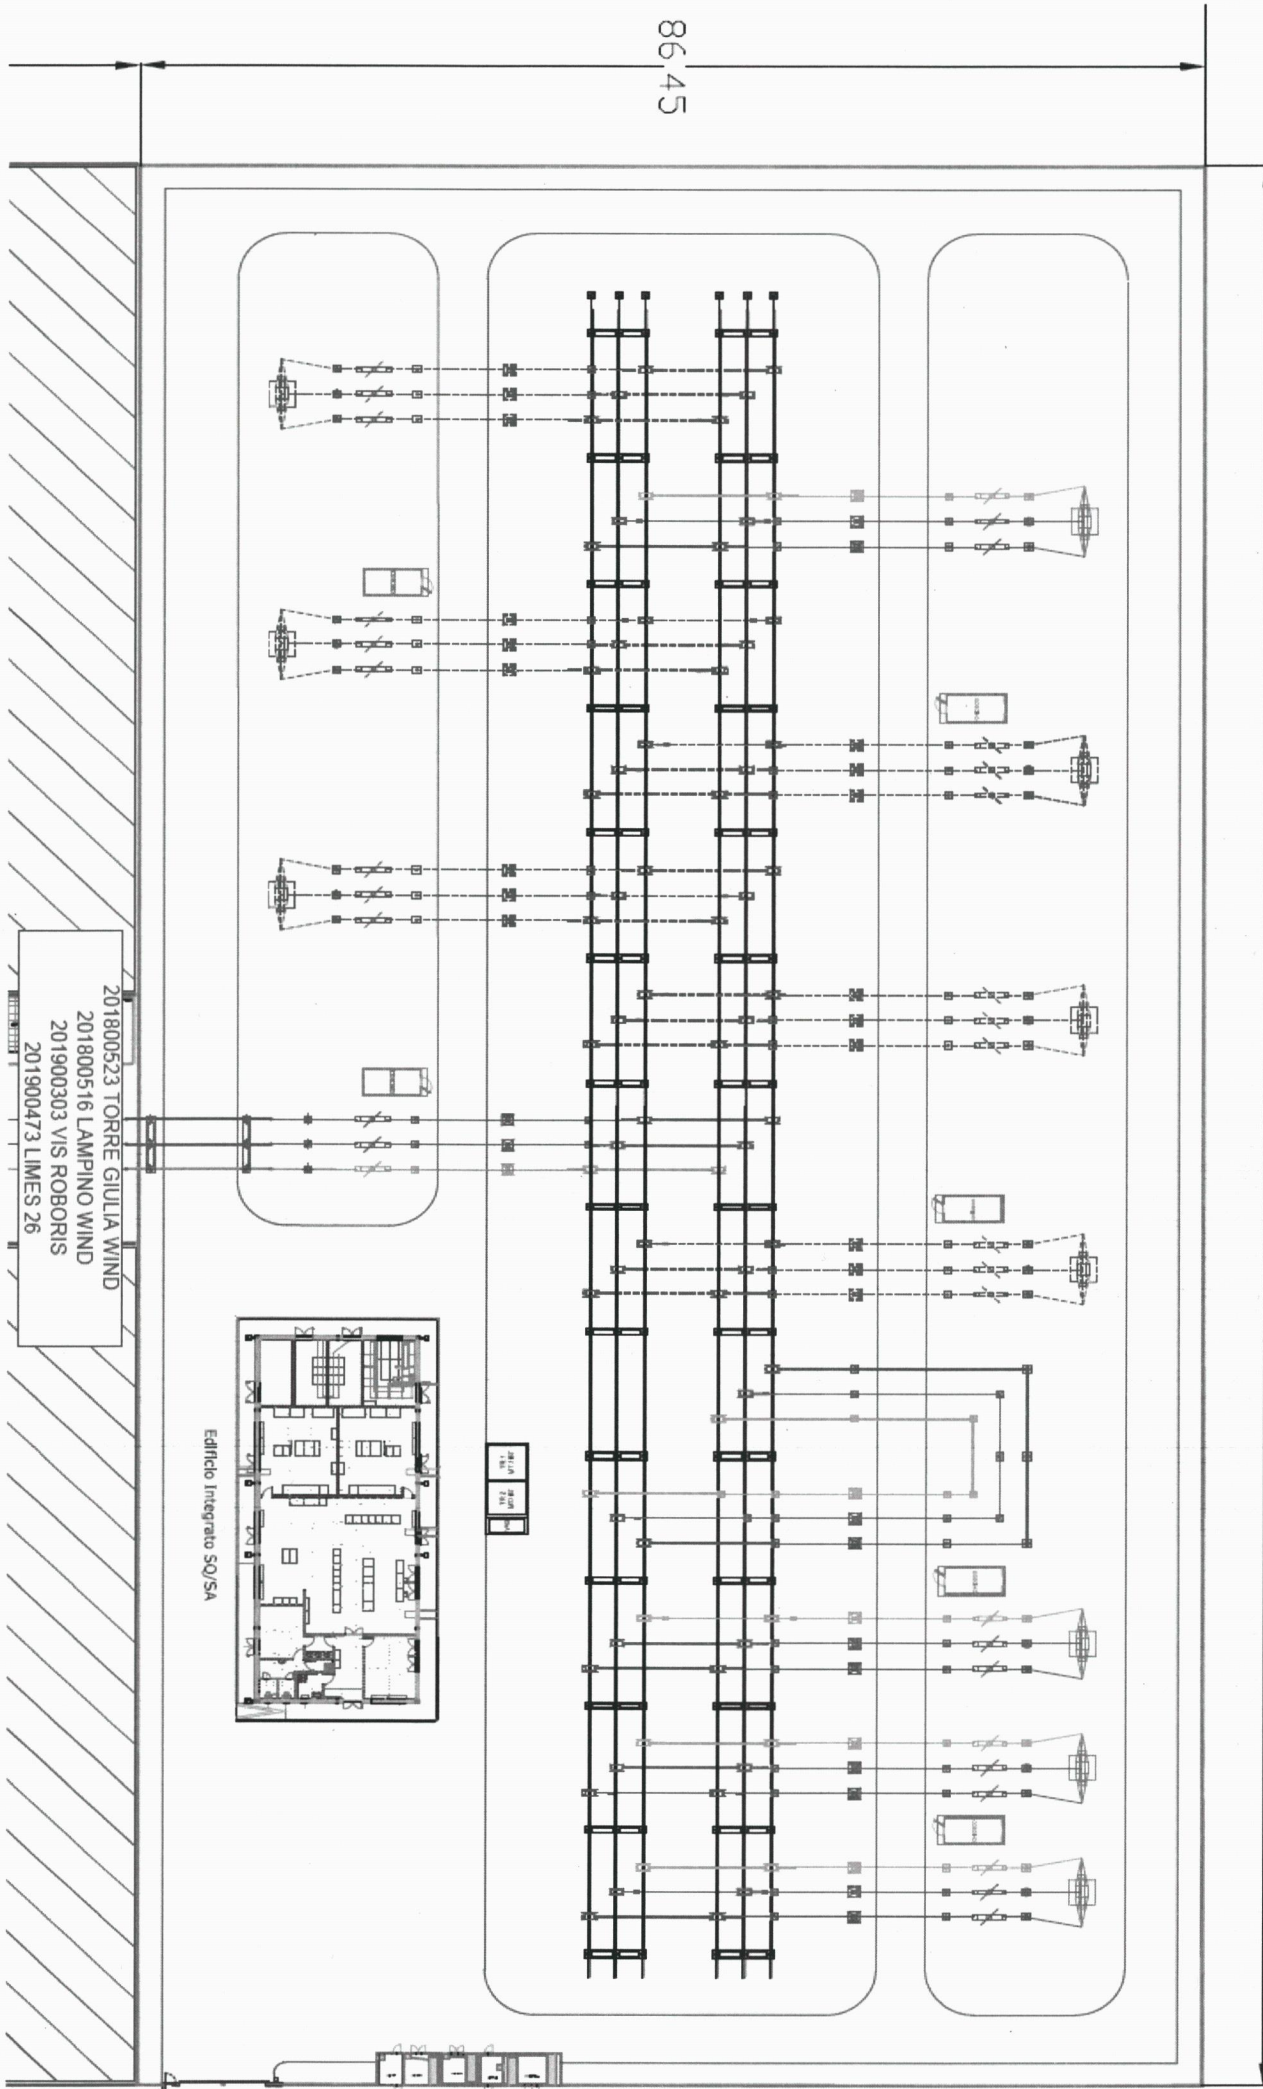 86.45
201800523 TORRE GIULIA WIND
201800516 LAMPINO WIND
201900303 VIS ROBORIS
201900473 LIMES 26
Edificio Integrato SQ/SA